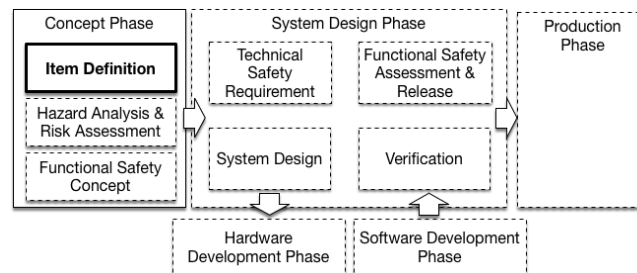 Concept Phase
Item Definition
Hazard Analysis &
Risk Assessment
Functional Safety
Concept
System Design Phase
Technical
Safety
Requirement
Functional Safety
Assessment &
Release
System Design
Verification
Production
Phase
Hardware
Development Phase
Software Development
Phase